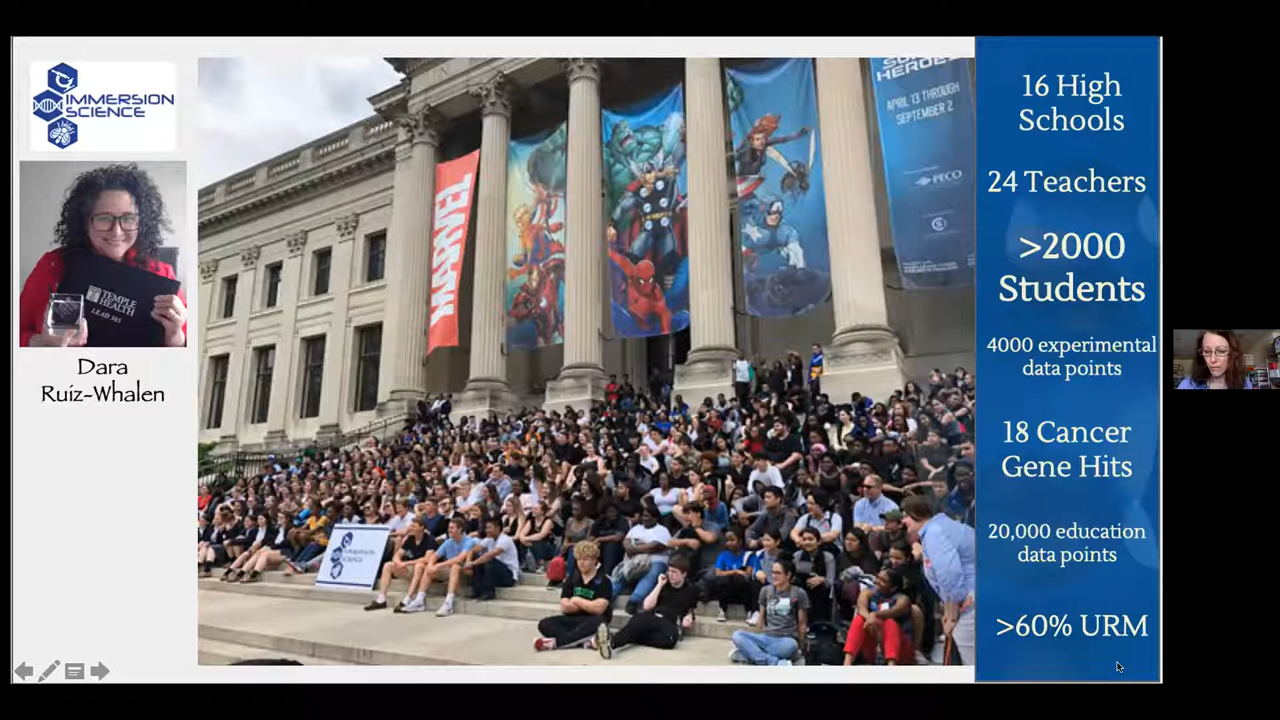 IMMERSION
SCIENCE
TEMPLE
HEALTH
LEAD 365
Dara
Ruiz-Whalen
MARVEL
HEROES
APRIL 13 THROUGH
SEPTEMBER 2
PECO
16 High
Schools
24 Teachers
>2000
Students
4000 experimental
data points
18 Cancer
Gene Hits
20,000 education
data points
>60% URM